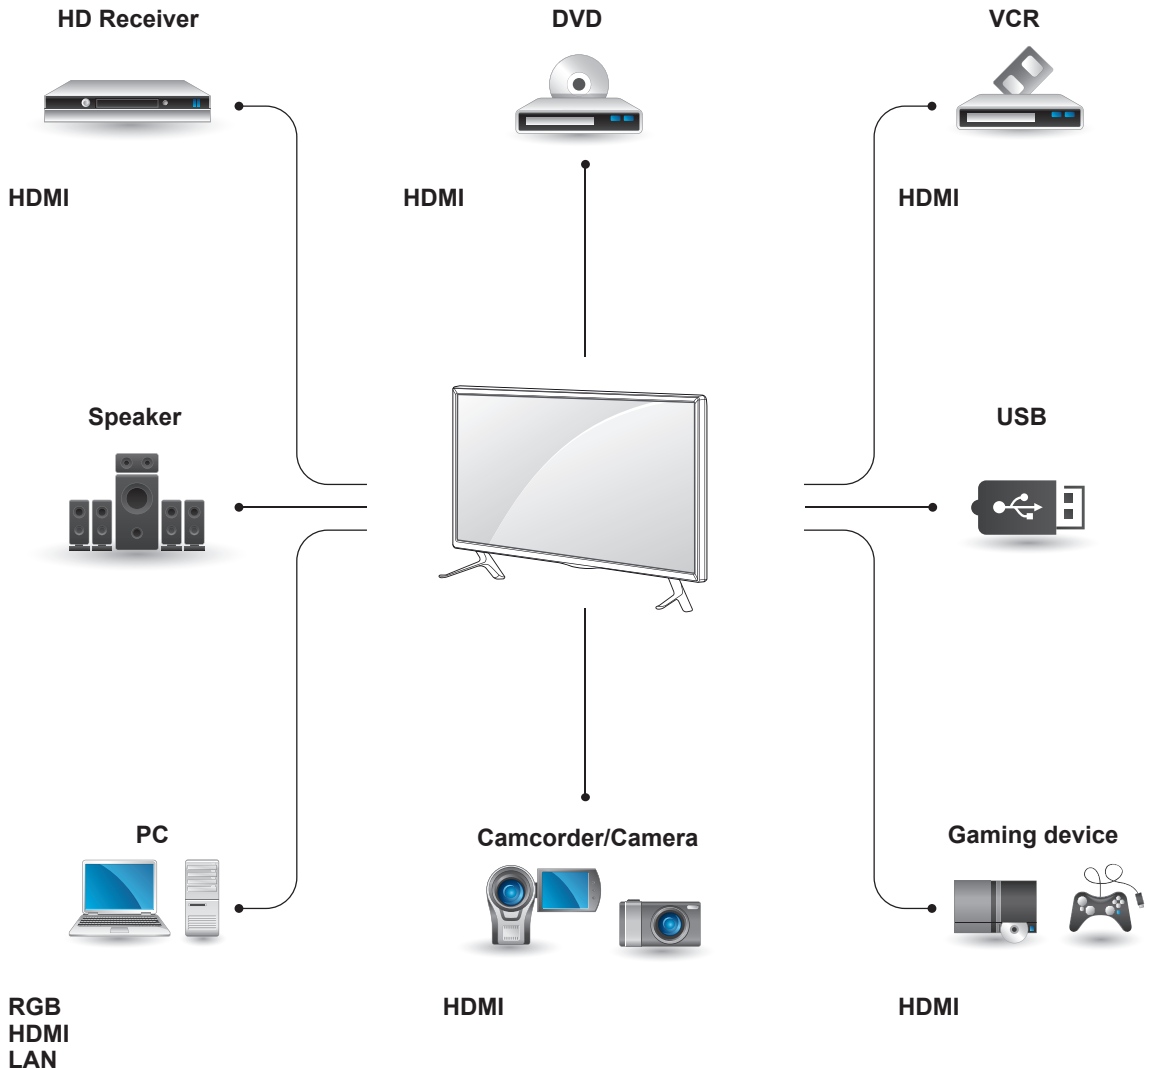 HD Receiver
DVD
VCR
HDMI
HDMI
HDMI
Speaker
USB
PC
Camcorder/Camera
Gaming device
RGB
HDMI
LAN
HDMI
HDMI